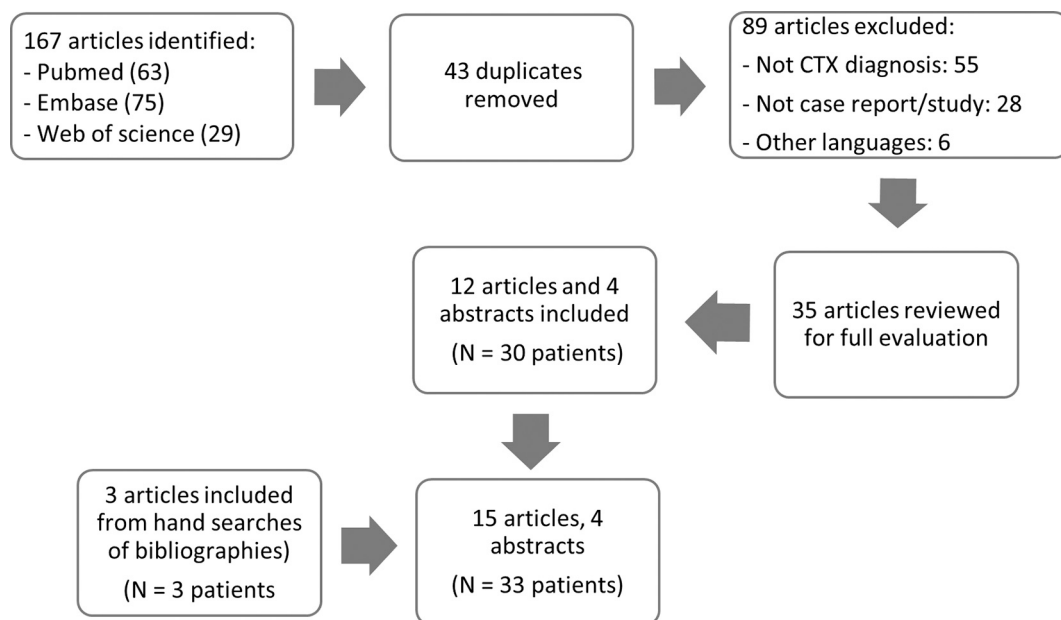 167 articles identified:
- Pubmed (63)
- Embase (75)
- Web of science (29)
43 duplicates
removed
89 articles excluded:
- Not CTX diagnosis: 55
- Not case report/study: 28
- Other languages: 6
35 articles reviewed
for full evaluation
12 articles and 4
abstracts included
(N = 30 patients)
3 articles included
from hand searches
of bibliographies)
(N = 3 patients
15 articles, 4
abstracts
(N = 33 patients)